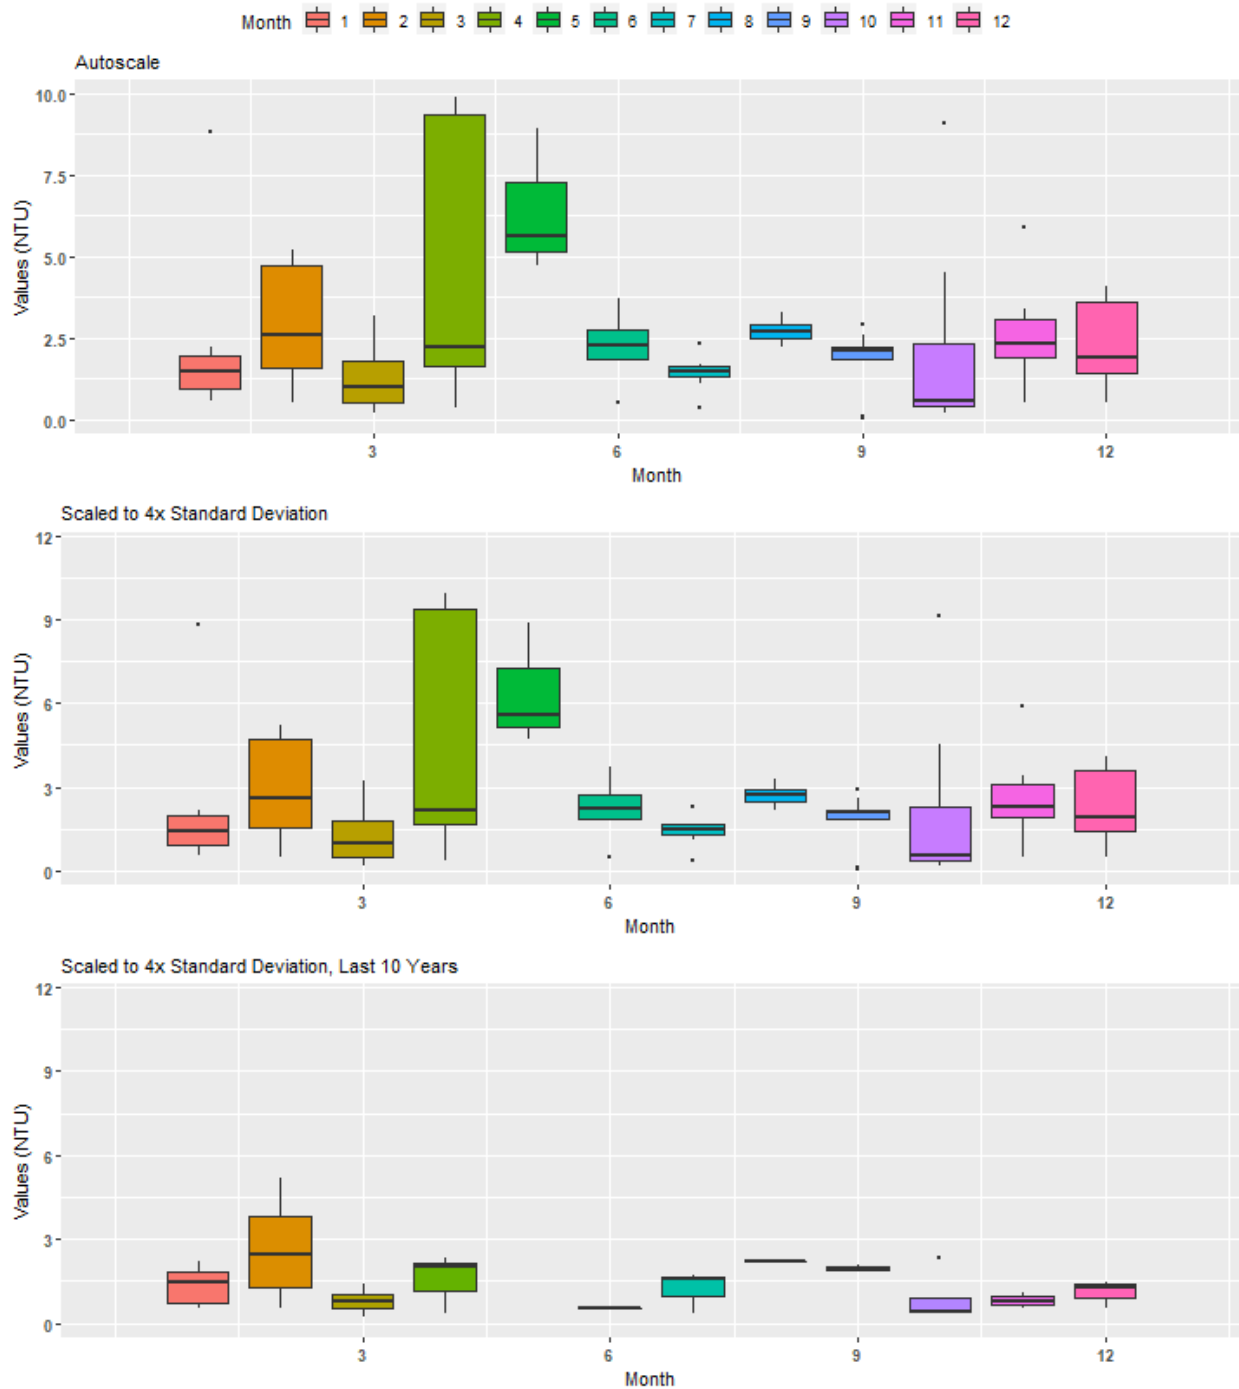 Month 1 2 3 4 5 6 7 8 9 10 11 12
Autoscale
Values (NTU)
10.0
7.5
5.0
2.5
0.0
3 6 9 12
Month
Scaled to 4x Standard Deviation
Values (NTU)
12
9
6
3
0
3 6 9 12
Month
Scaled to 4x Standard Deviation, Last 10 Years
Values (NTU)
12
9
6
3
0
3 6 9 12
Month